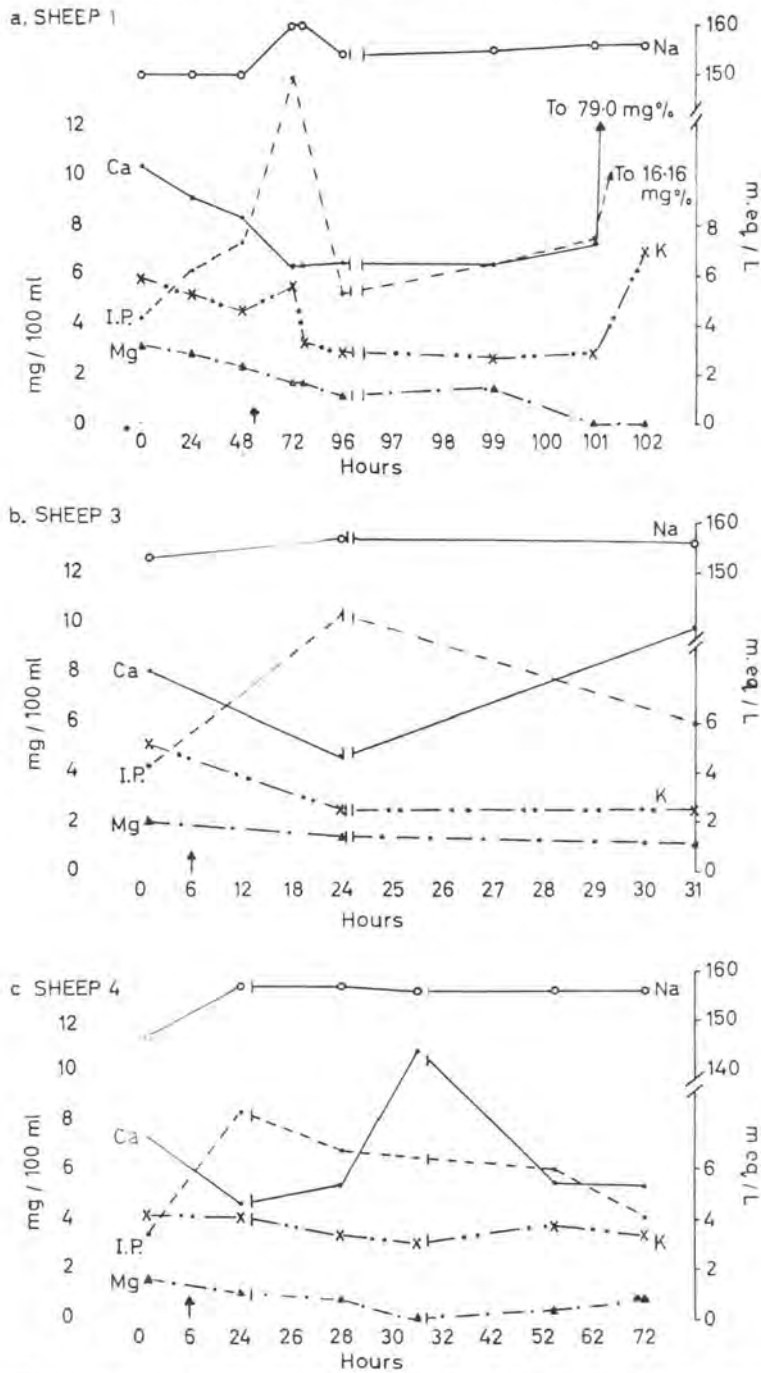 a. SHEEP 1
160
150
Na
To 79·0 mg%
To 16·16 mg%
12
10
8
6
4
2
0
Ca
I.P.
Mg
K
mg / 100 ml
8
6
4
2
0
m.eq / L
0 24 48 72 96 97 98 99 100 101 102
Hours
b. SHEEP 3
160
150
Na
12
10
8
6
4
2
0
Ca
I.P.
Mg
K
mg / 100 ml
6
4
2
0
m.eq / L
0 6 12 18 24 25 26 27 28 29 30 31
Hours
c SHEEP 4
160
150
140
Na
12
10
8
6
4
2
0
Ca
I.P.
Mg
K
mg / 100 ml
6
4
2
0
m eq / L
0 6 24 26 28 30 32 42 52 62 72
Hours